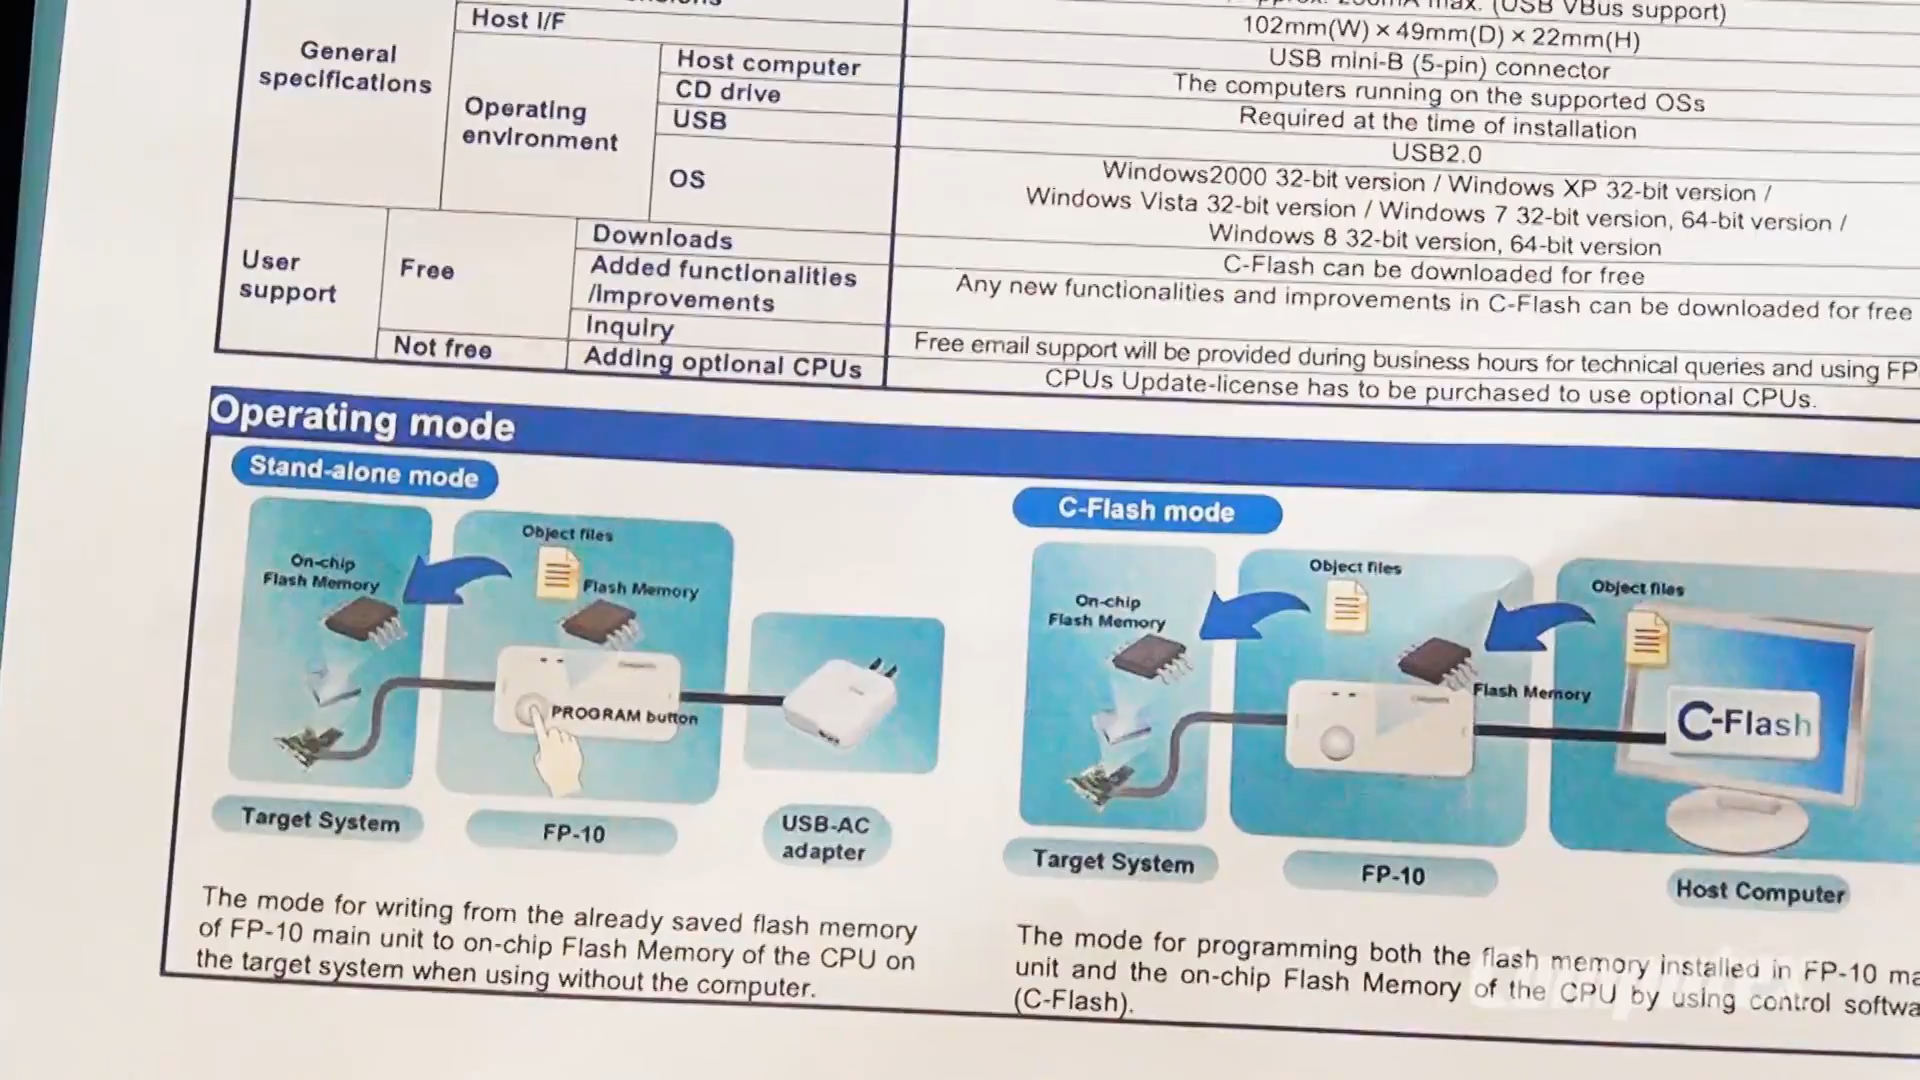 max. (USB VBus support)
Host I/F
102mm(W) × 49mm(D) × 22mm(H)
General
specifications
Operating
environment
Host computer
USB mini-B (5-pin) connector
CD drive
The computers running on the supported OSs
USB
Required at the time of installation
USB2.0
OS
Windows2000 32-bit version / Windows XP 32-bit version /
Windows Vista 32-bit version / Windows 7 32-bit version, 64-bit version /
Windows 8 32-bit version, 64-bit version
User
support
Free
Downloads
C-Flash can be downloaded for free
Added functionalities
/Improvements
Any new functionalities and improvements in C-Flash can be downloaded for free
Inquiry
Free email support will be provided during business hours for technical queries and using FP
Not free
Adding optional CPUs
CPUs Update-license has to be purchased to use optional CPUs.
Operating mode
Stand-alone mode
On-chip
Flash Memory
Object files
Flash Memory
PROGRAM button
Target System
FP-10
USB-AC
adapter
The mode for writing from the already saved flash memory
of FP-10 main unit to on-chip Flash Memory of the CPU on
the target system when using without the computer.
C-Flash mode
On-chip
Flash Memory
Object files
Flash Memory
Object files
C-Flash
Target System
FP-10
Host Computer
The mode for programming both the flash memory installed in FP-10 ma
unit and the on-chip Flash Memory of the CPU by using control softwa
(C-Flash).